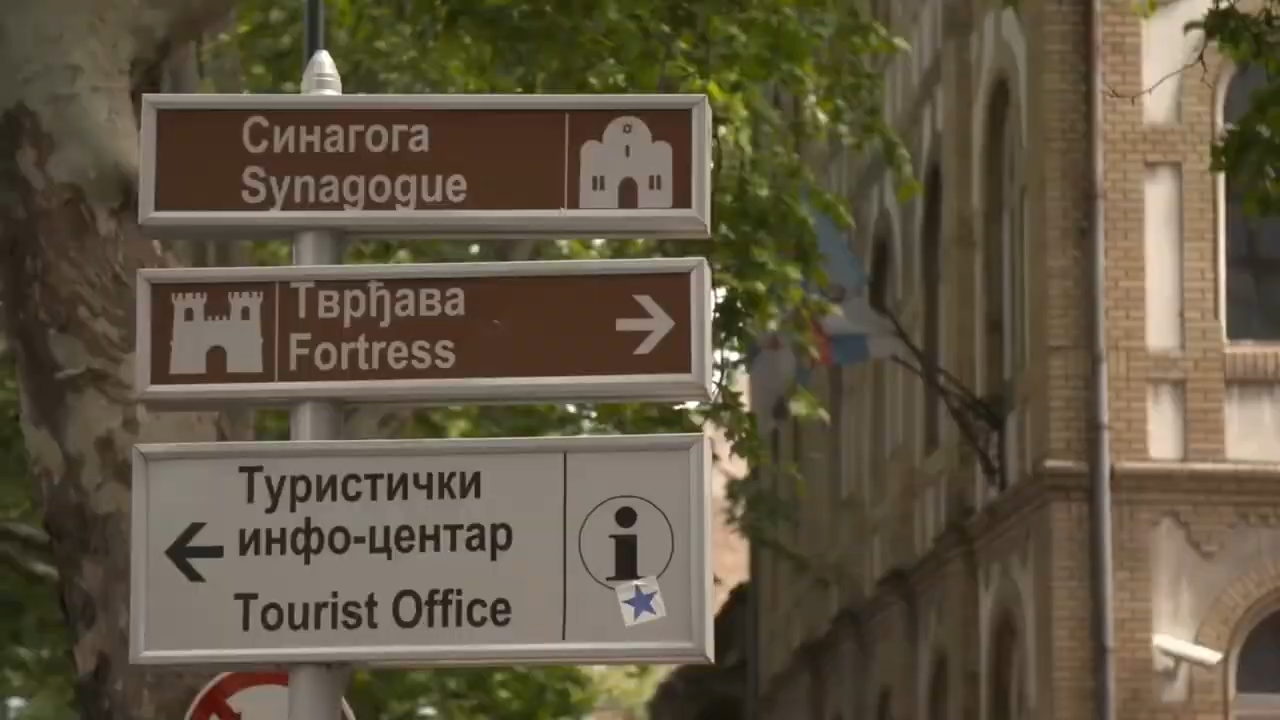 Синагога
Synagogue
Тврђава
Fortress
Туристички
инфо-центар
Tourist Office